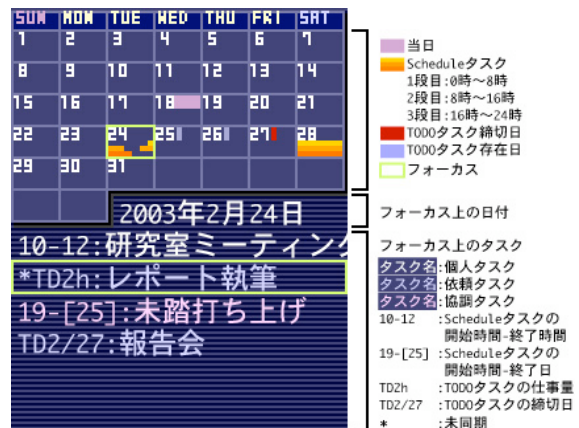 SUN MON TUE WED THU FRI SAT
1 2 3 4 5 6 7
8 9 10 11 12 13 14
15 16 17 18 19 20 21
22 23 24 25 26 27 28
29 30 31
2003年2月24日
10-12:研究室ミーティング
*TD2h:レポート執筆
19-[25]:未踏打ち上げ
TD2/27:報告会
当日
Scheduleタスク
1段目:0時～8時
2段目:8時～16時
3段目:16時～24時
TODOタスク締切日
TODOタスク存在日
フォーカス
フォーカス上の日付
フォーカス上のタスク
タスク名:個人タスク
タスク名:依頼タスク
タスク名:協調タスク
10-12 :Scheduleタスクの
開始時間-終了時間
19-[25] :Scheduleタスクの
開始時間-終了日
TD2h :TODOタスクの仕事量
TD2/27 :TODOタスクの締切日
* :未同期